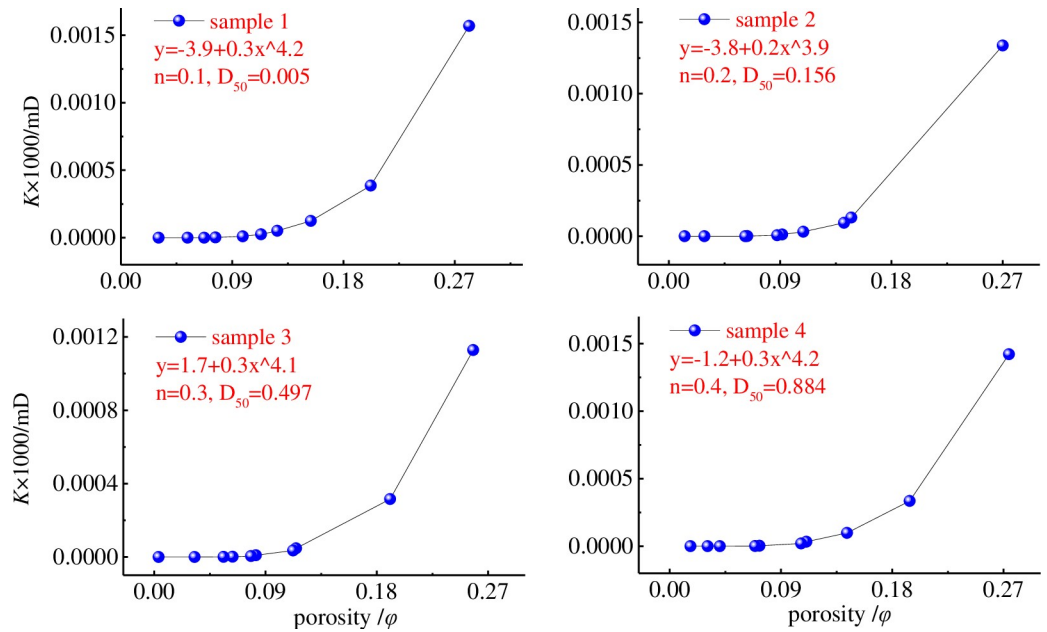 sample 1
y=-3.9+0.3x^4.2
n=0.1, D50=0.005
K×1000/mD
0.0015
0.0010
0.0005
0.0000
0.00 0.09 0.18 0.27
sample 2
y=-3.8+0.2x^3.9
n=0.2, D50=0.156
0.0015
0.0010
0.0005
0.0000
0.00 0.09 0.18 0.27
sample 3
y=1.7+0.3x^4.1
n=0.3, D50=0.497
K×1000/mD
0.0012
0.0008
0.0004
0.0000
0.00 0.09 0.18 0.27
porosity /φ
sample 4
y=-1.2+0.3x^4.2
n=0.4, D50=0.884
0.0015
0.0010
0.0005
0.0000
0.00 0.09 0.18 0.27
porosity /φ